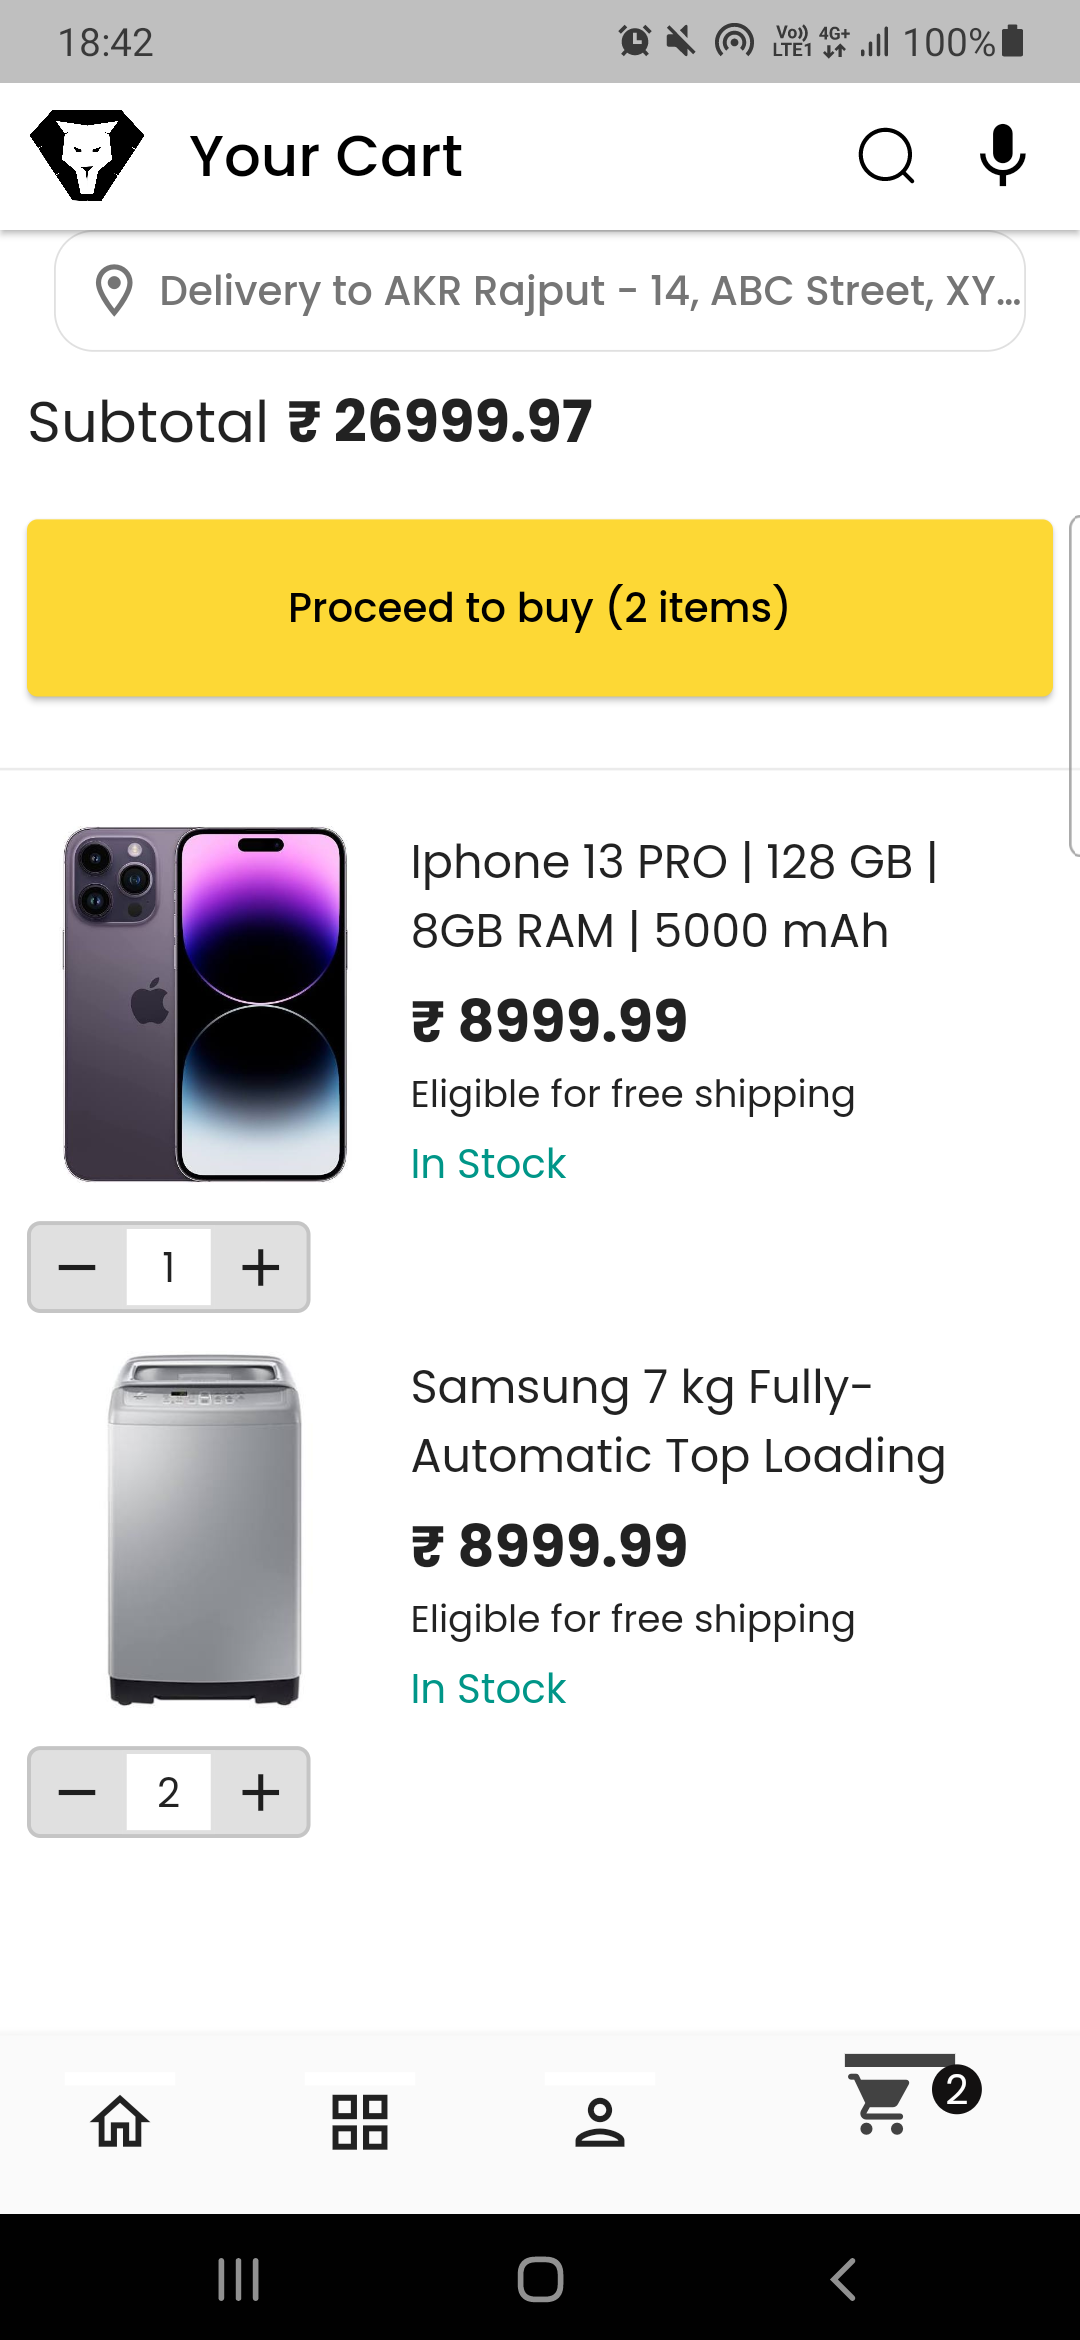 18:42 Vo)) LTE1 4G+ 100%
Your Cart
Delivery to AKR Rajput - 14, ABC Street, XY...
Subtotal ₹ 26999.97
Proceed to buy (2 items)
Iphone 13 PRO | 128 GB |
8GB RAM | 5000 mAh
₹ 8999.99
Eligible for free shipping
In Stock
1
Samsung 7 kg Fully-
Automatic Top Loading
₹ 8999.99
Eligible for free shipping
In Stock
2
2